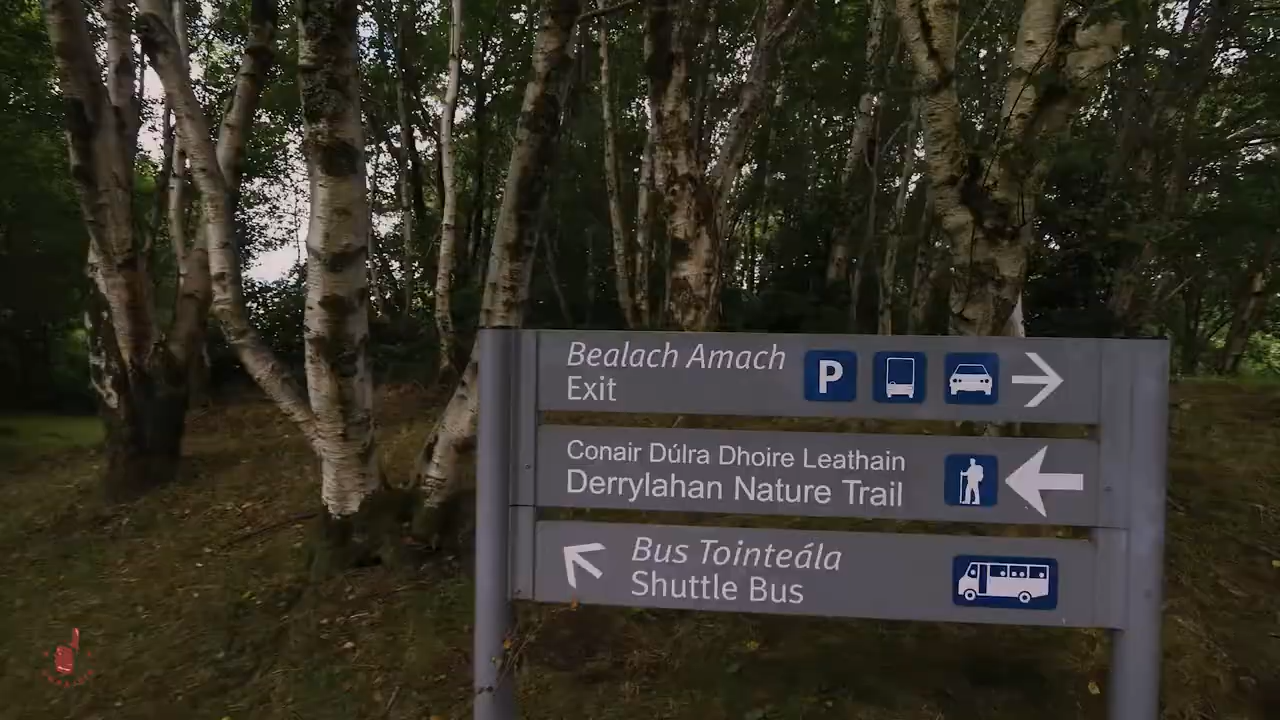 Bealach Amach
Exit
P
Conair Dúlra Dhoire Leathain
Derrylahan Nature Trail
Bus Tointeála
Shuttle Bus